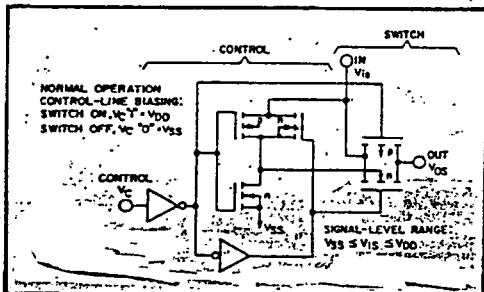 SWITCH
CONTROL
IN
Vis
NORMAL OPERATION
CONTROL-LINE BIASING:
SWITCH ON, VC "1" = VDD
SWITCH OFF, VC "0" = VSS
p
n
p
n
OUT
VOS
CONTROL
VC
n
VSS
SIGNAL-LEVEL RANGE:
VSS ≤ VIS ≤ VDD